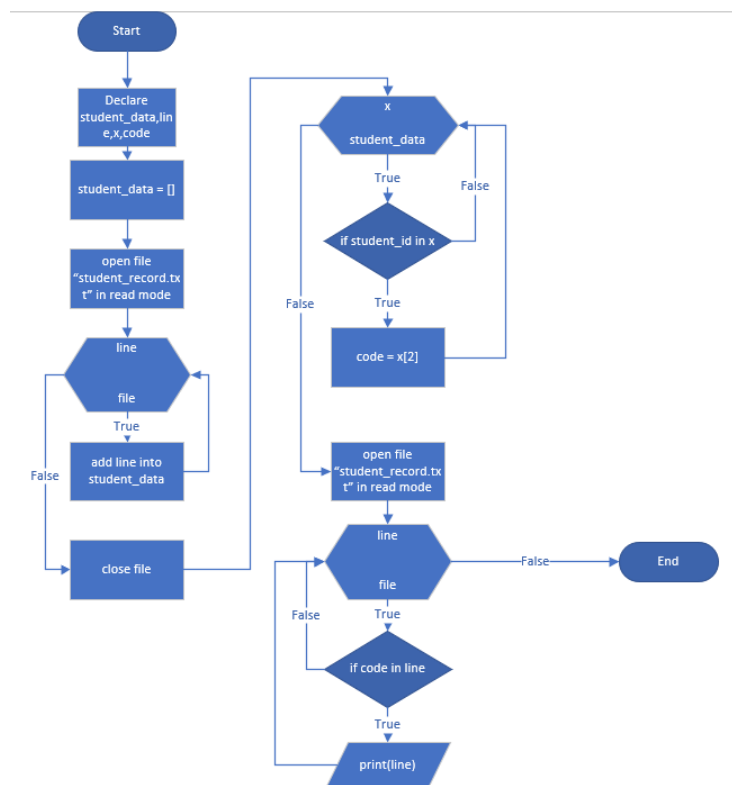 Start
Declare
student_data,lin
e,x,code
student_data = []
open file
“student_record.tx
t” in read mode
line
file
True
add line into
student_data
False
close file
x
student_data
True
False
if student_id in x
True
False
code = x[2]
open file
“student_record.tx
t” in read mode
line
file
False
End
True
False
if code in line
True
print(line)